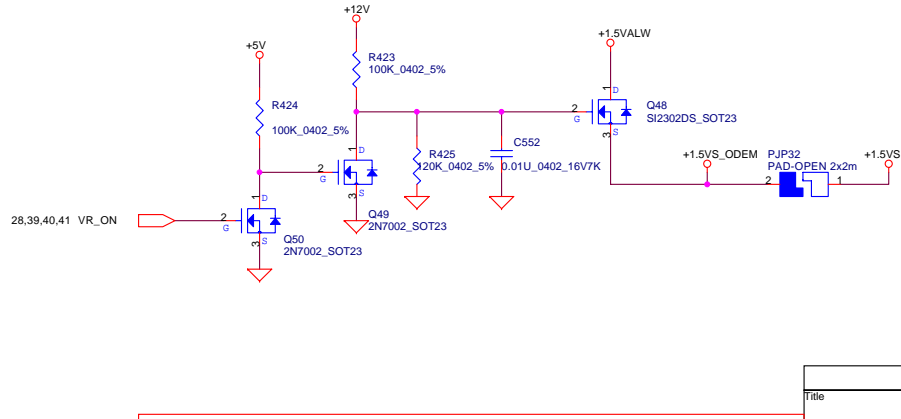 +12V
+5V
+1.5VALW
R423
100K_0402_5%
R424
100K_0402_5%
1
D
2
G
3
S
Q48
SI2302DS_SOT23
C552
0.01U_0402_16V7K
R425
120K_0402_5%
1
D
2
G
3
S
Q49
2N7002_SOT23
+1.5VS_ODEM
PJP32
PAD-OPEN 2x2m
2
1
+1.5VS
28,39,40,41 VR_ON
1
D
2
G
3
S
Q50
2N7002_SOT23
Title